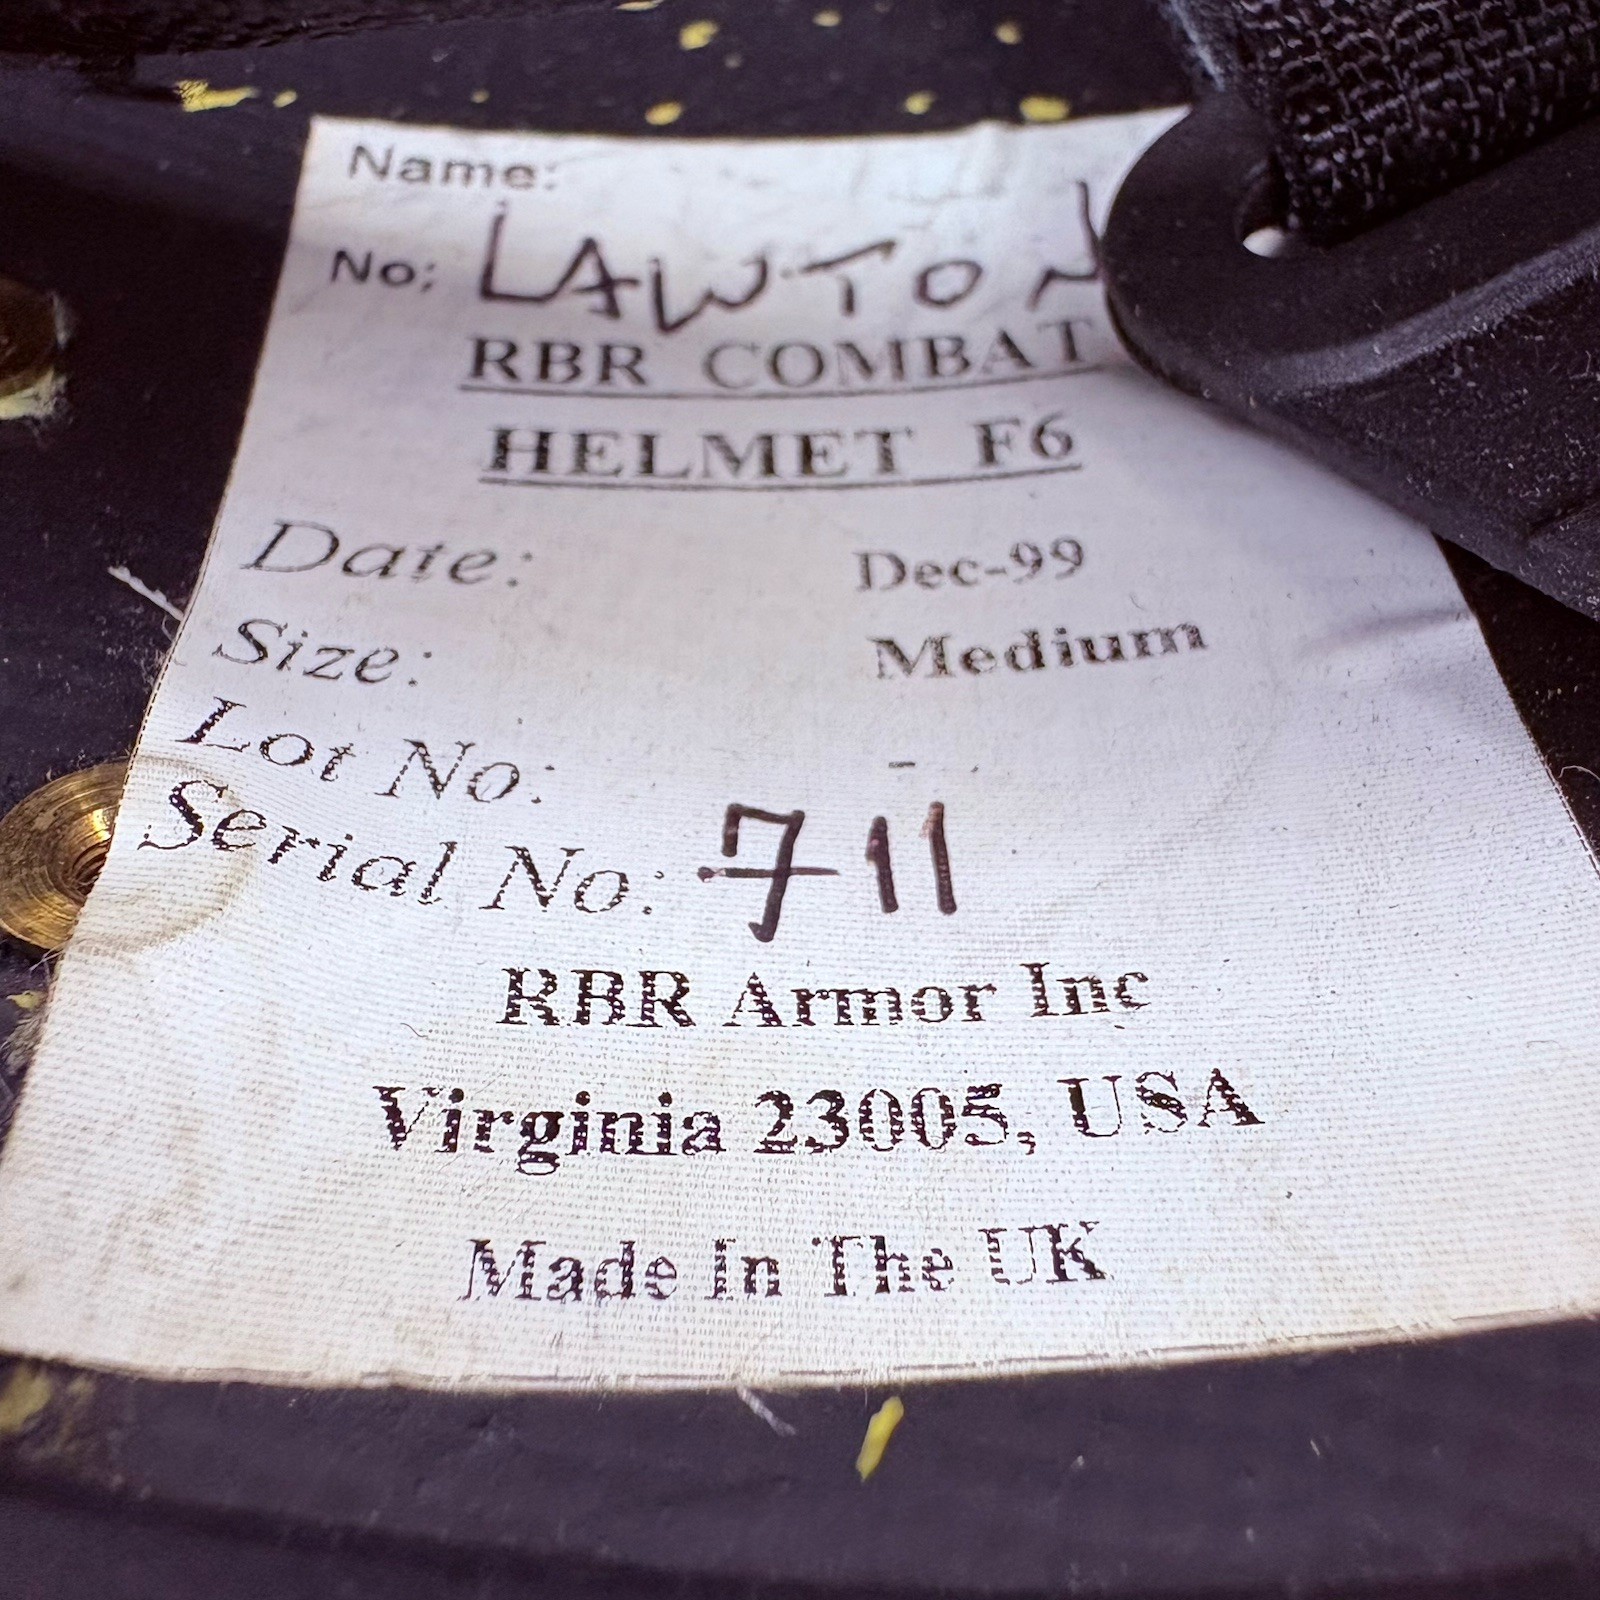 Name:
No: LAWTON
RBR COMBAT
HELMET F6
Date: Dec-99
Size: Medium
Lot No: -
Serial No: 711
RBR Armor Inc
Virginia 23005, USA
Made In The UK